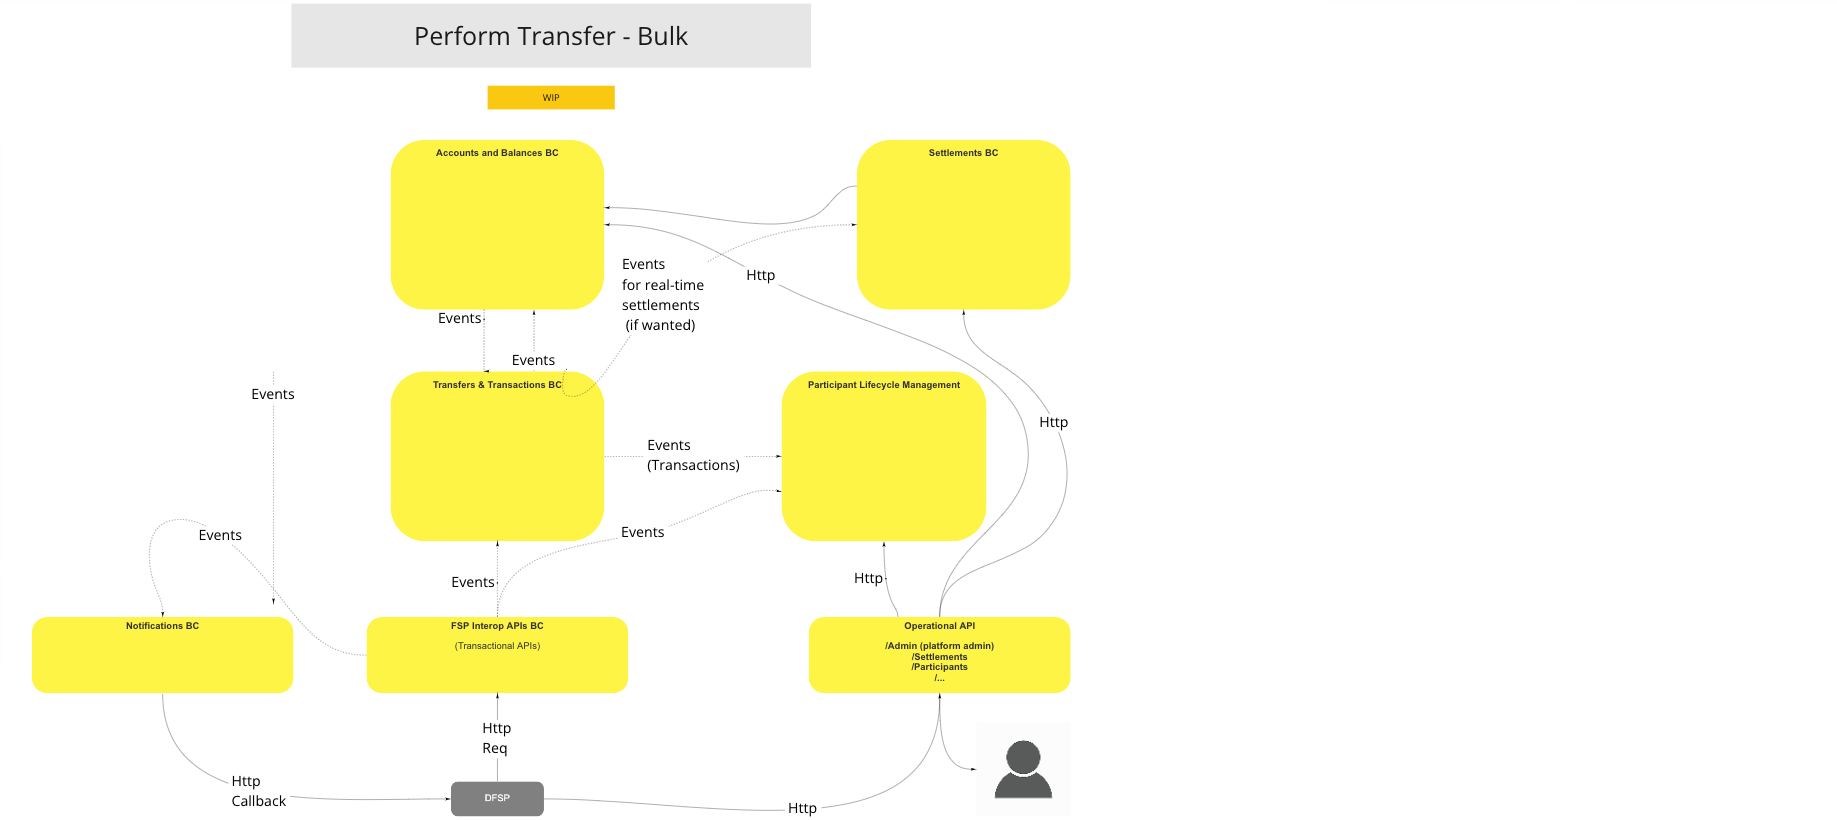 Perform Transfer - Bulk
WIP
Accounts and Balances BC
Settlements BC
Events
for real-time
settlements
(if wanted)
Http
Events
Events
Transfers & Transactions BC
Participant Lifecycle Management
Events
Http
Events
(Transactions)
Events
Events
Events
Http
Notifications BC
FSP Interop APIs BC
(Transactional APIs)
Operational API
/Admin (platform admin)
/Settlements
/Participants
/...
Http
Req
Http
Callback
DFSP
Http